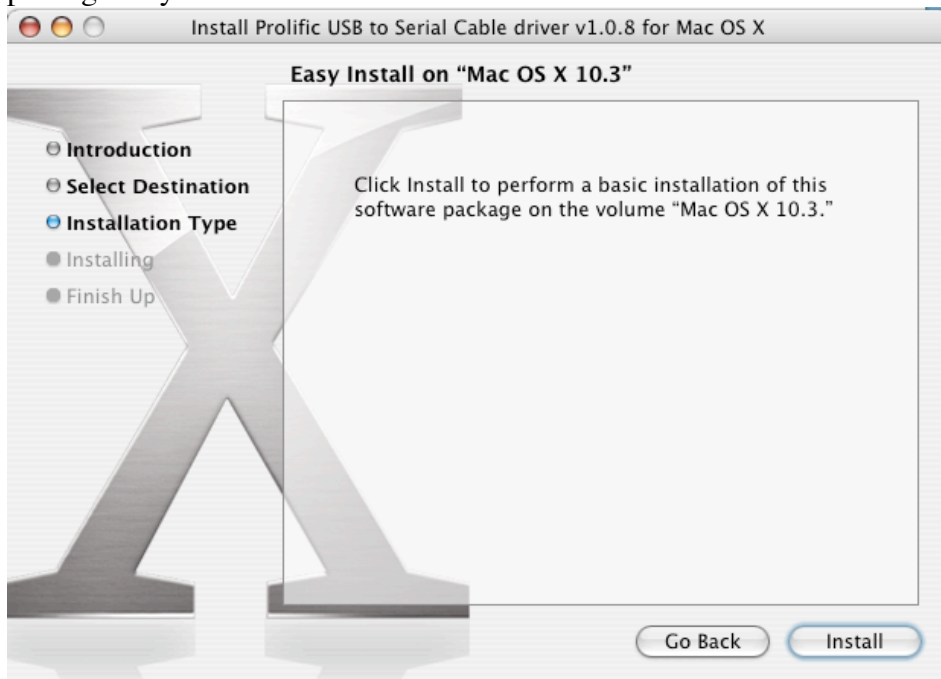 Install Prolific USB to Serial Cable driver v1.0.8 for Mac OS X
Easy Install on “Mac OS X 10.3”
Introduction
Select Destination
Installation Type
Installing
Finish Up
Click Install to perform a basic installation of this
software package on the volume “Mac OS X 10.3.”
Go Back
Install